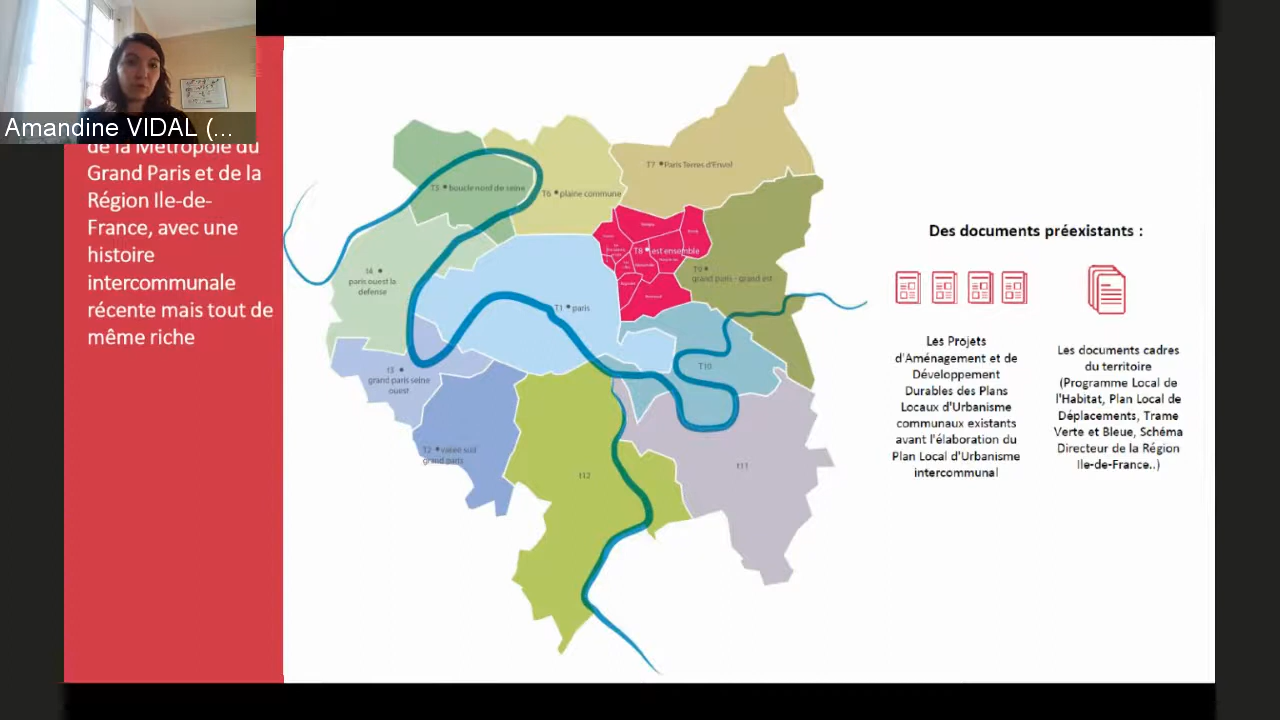 Amandine VIDAL (...
de la Métropole du
Grand Paris et de la
Région Ile-de-
France, avec une
histoire
intercommunale
récente mais tout de
même riche
T7 Paris Terres d'Envol
T5 boucle nord de seine
T6 plaine commune
T8 est ensemble
T9
grand paris - grand est
t4
paris ouest la
défense
T1 paris
t3
grand paris seine
ouest
T10
T2 vallée sud
grand paris
t12
t11
Des documents préexistants :
Les Projets
d'Aménagement et de
Développement
Durables des Plans
Locaux d'Urbanisme
communaux existants
avant l'élaboration du
Plan Local d'Urbanisme
intercommunal
Les documents cadres
du territoire
(Programme Local de
l'Habitat, Plan Local de
Déplacements, Trame
Verte et Bleue, Schéma
Directeur de la Région
Ile-de-France..)